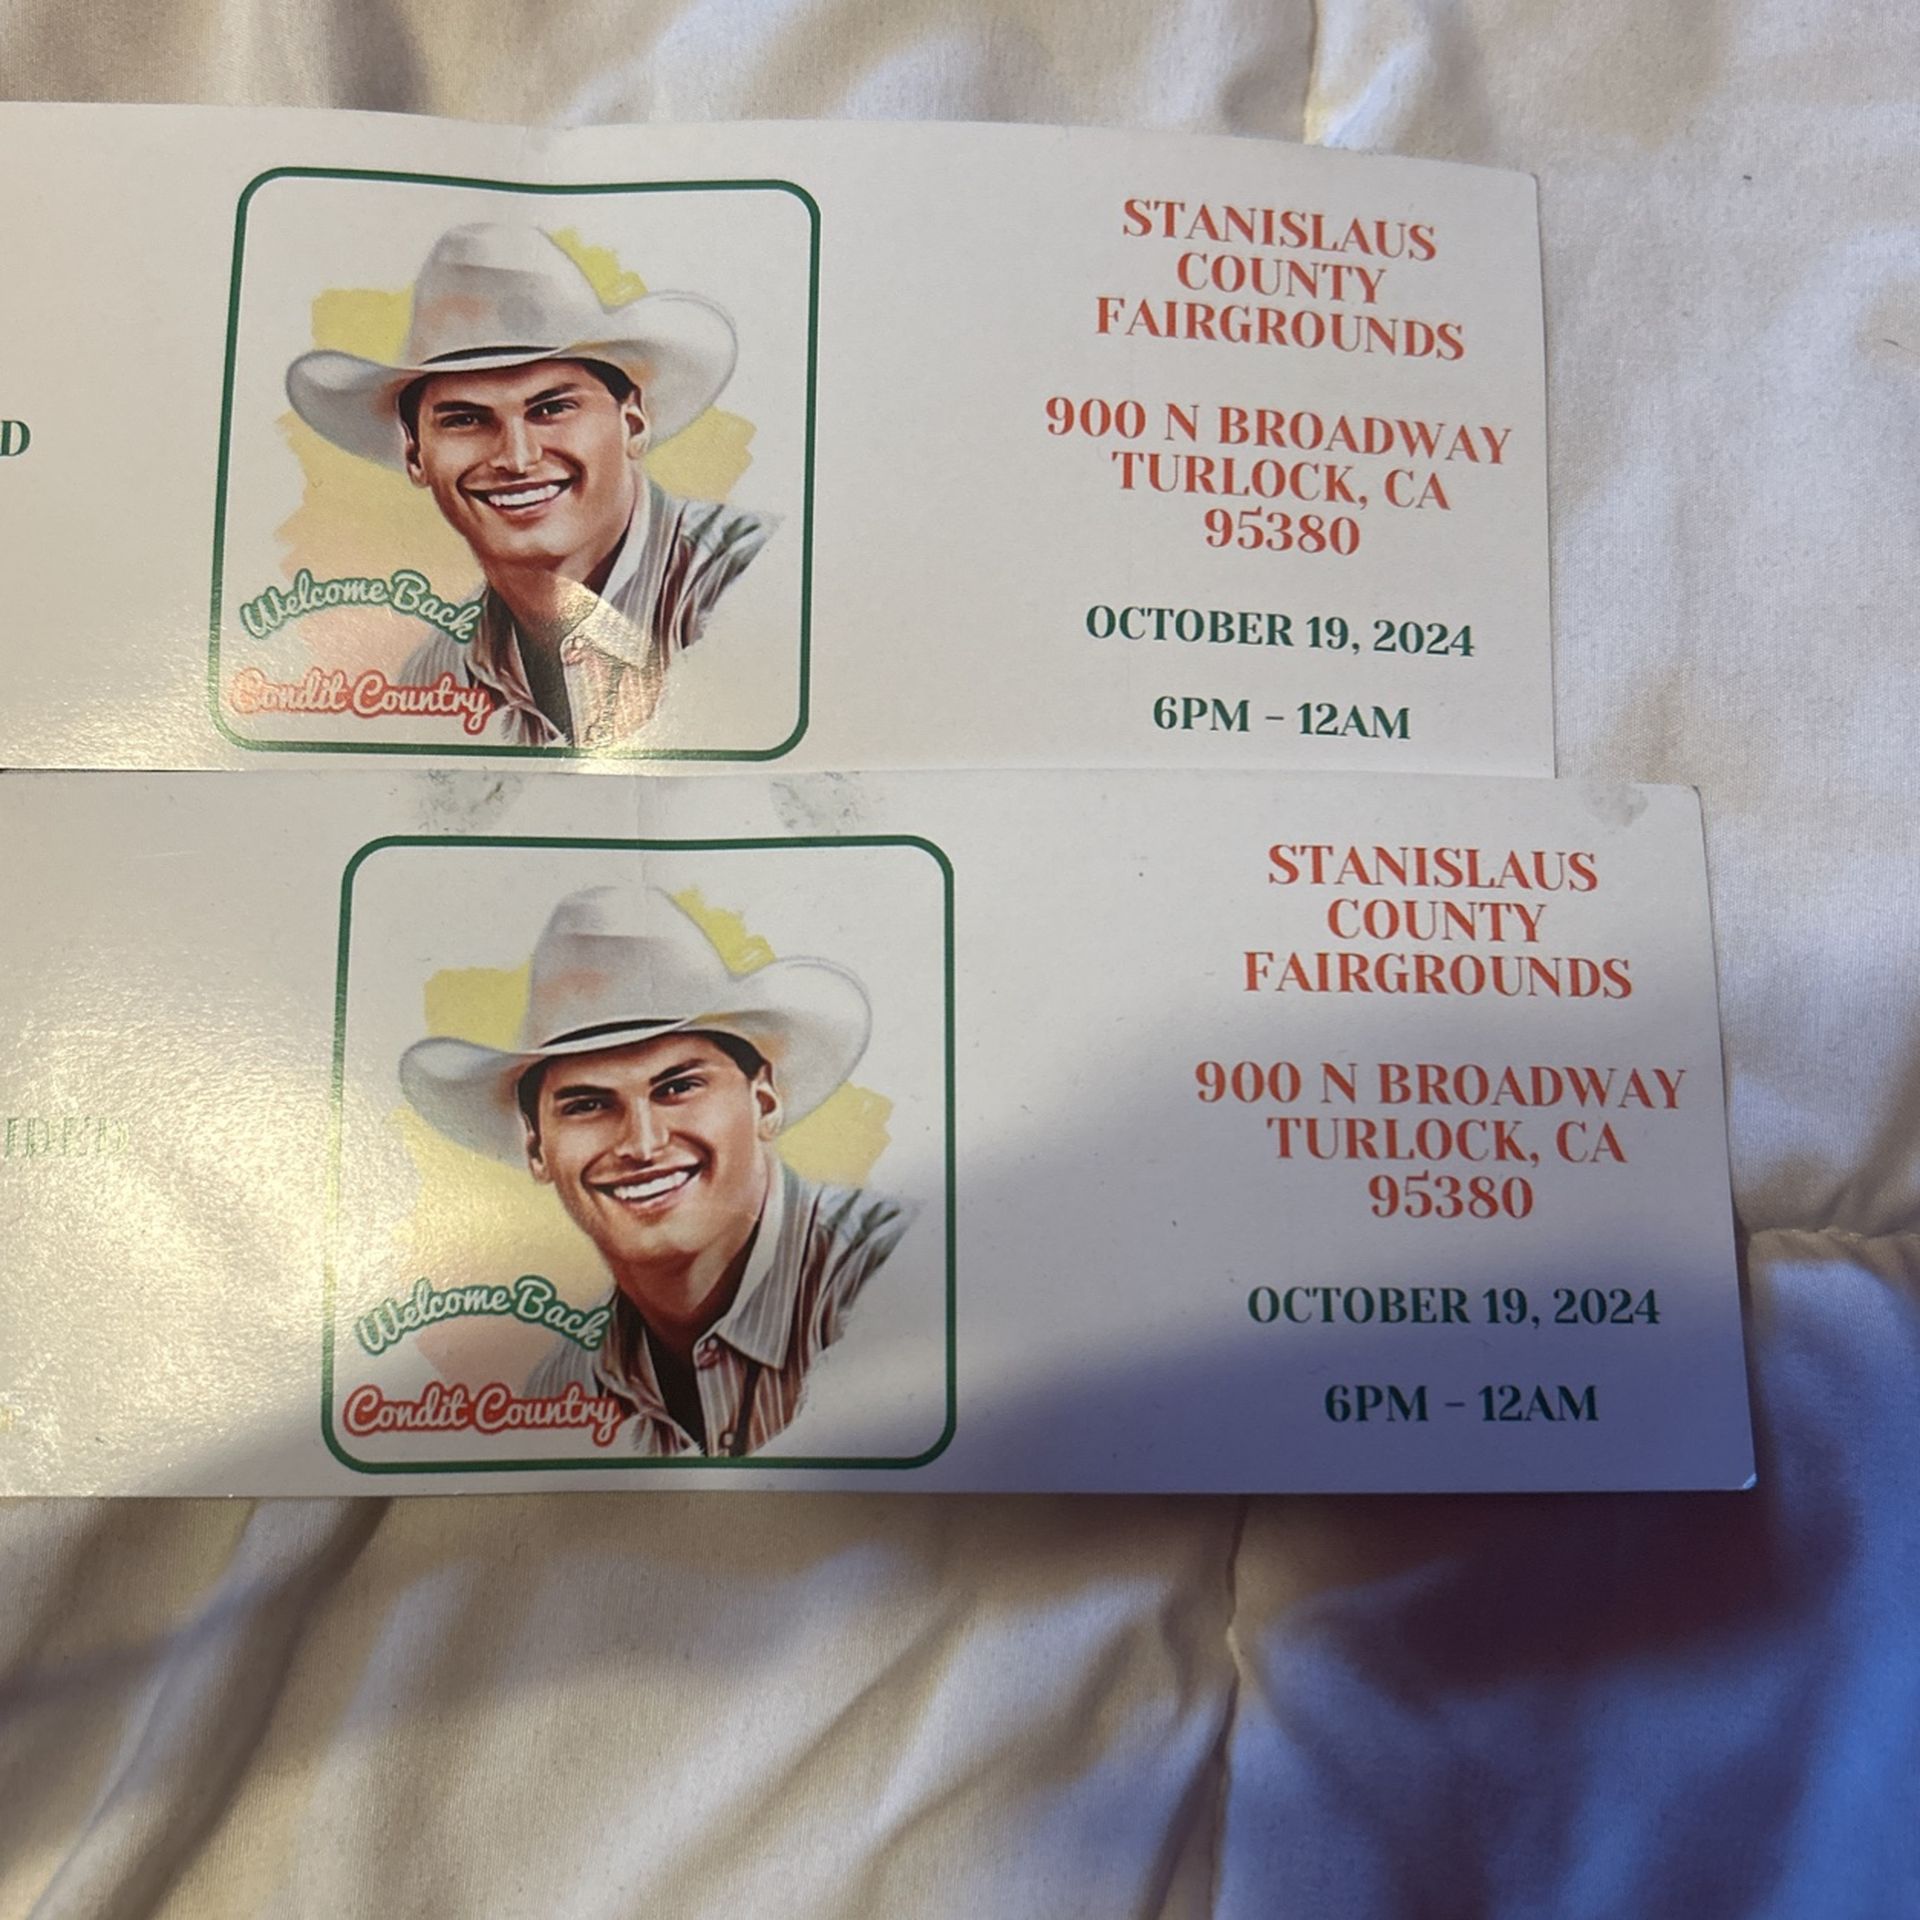 D
Welcome Back
Condit Country
STANISLAUS
COUNTY
FAIRGROUNDS
900 N BROADWAY
TURLOCK, CA
95380
OCTOBER 19, 2024
6PM - 12AM
Welcome Back
Condit Country
STANISLAUS
COUNTY
FAIRGROUNDS
900 N BROADWAY
TURLOCK, CA
95380
OCTOBER 19, 2024
6PM - 12AM